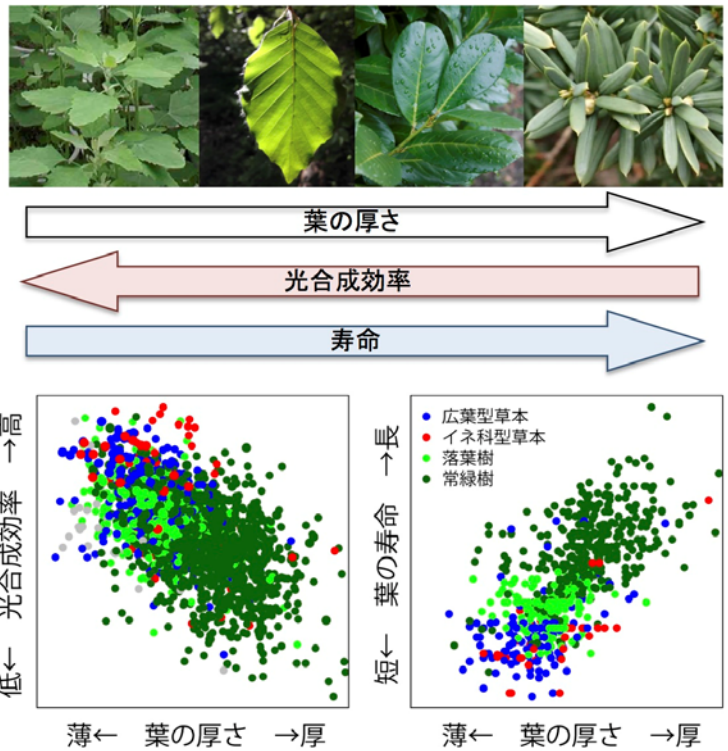 葉の厚さ
光合成効率
寿命
低← 光合成効率 →高
薄← 葉の厚さ →厚
短← 葉の寿命 →長
広葉型草本
イネ科型草本
落葉樹
常緑樹
薄← 葉の厚さ →厚